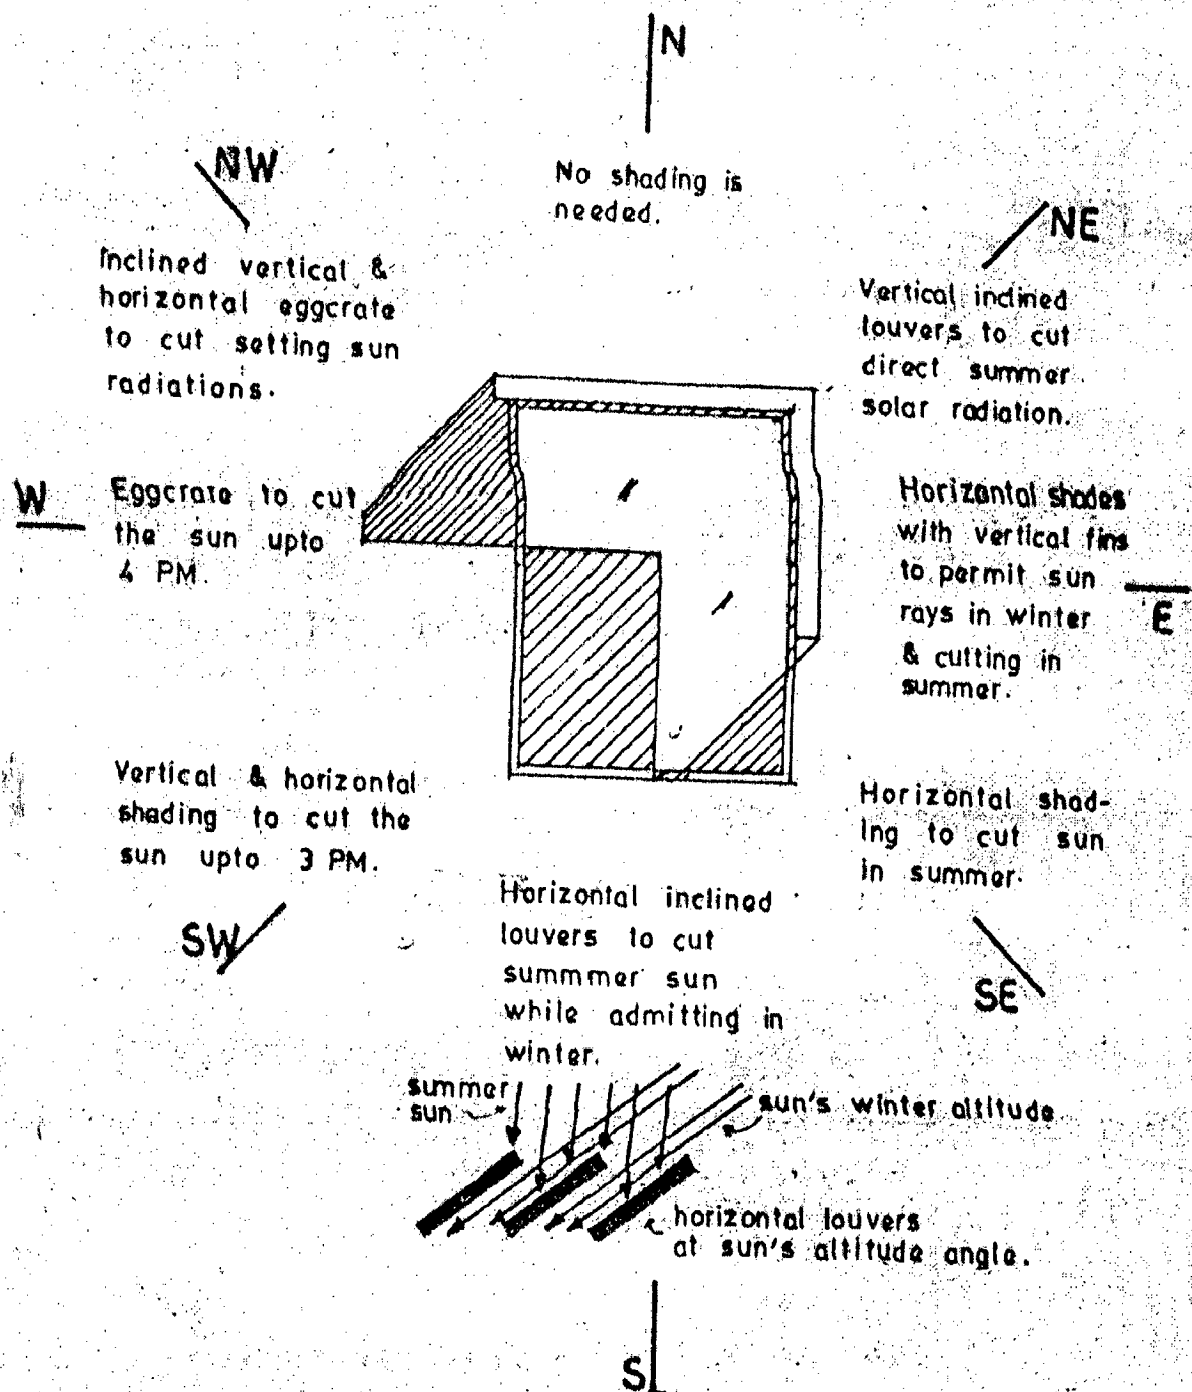 N
No shading is
needed.
NW
Inclined vertical &
horizontal eggcrate
to cut setting sun
radiations.
NE
Vertical inclined
louvers to cut
direct summer
solar radiation.
W
Eggcrate to cut
the sun upto
4 PM.
Horizontal shades
with vertical fins
to permit sun
rays in winter
& cutting in
summer.
E
Vertical & horizontal
shading to cut the
sun upto 3 PM.
SW
Horizontal shad-
ing to cut sun
in summer.
SE
Horizontal inclined
louvers to cut
summmer sun
while admitting in
winter.
summer
sun
sun's winter altitude
horizontal louvers
at sun's altitude angle.
S